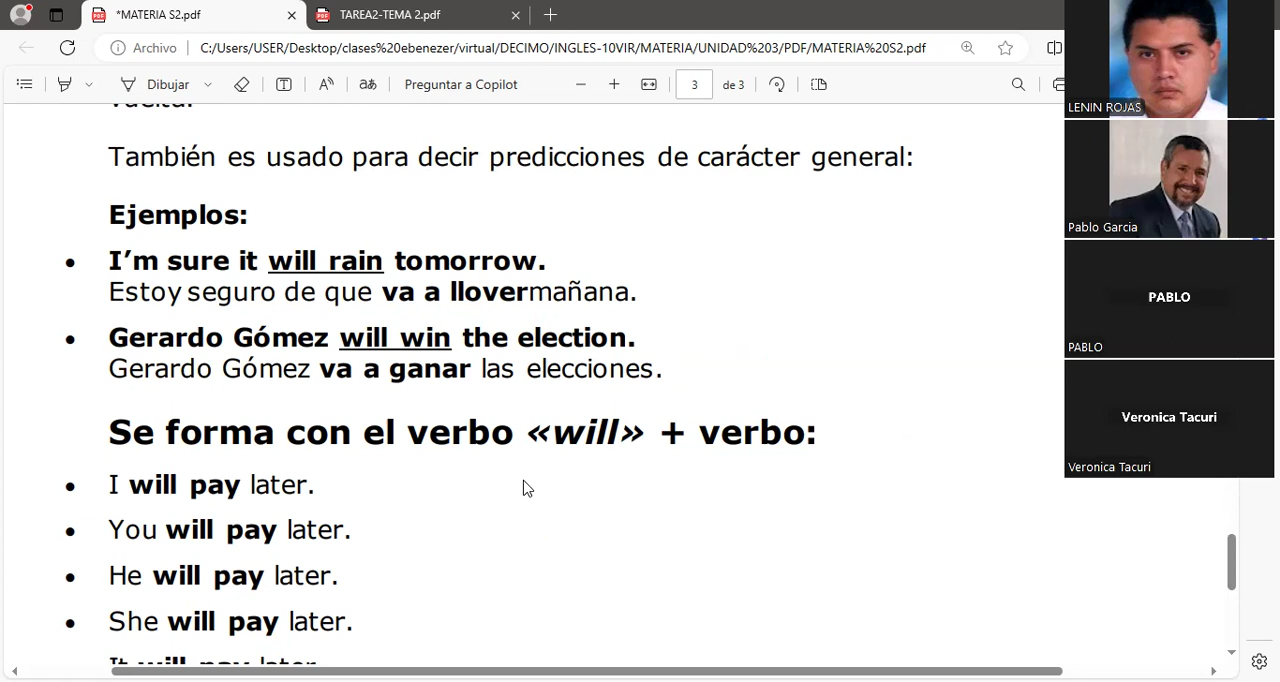 *MATERIA S2.pdf
TAREA2-TEMA 2.pdf
Archivo
C:/Users/USER/Desktop/clases%20ebenezer/virtual/DECIMO/INGLES-10VIR/MATERIA/UNIDAD%203/PDF/MATERIA%20S2.pdf
Dibujar
Preguntar a Copilot
3
de 3
vuelta.
También es usado para decir predicciones de carácter general:
Ejemplos:
• I'm sure it will rain tomorrow.
Estoy seguro de que va a llovermañana.
• Gerardo Gómez will win the election.
Gerardo Gómez va a ganar las elecciones.
Se forma con el verbo «will» + verbo:
• I will pay later.
• You will pay later.
• He will pay later.
• She will pay later.
It will pay later.
LENIN ROJAS
Pablo Garcia
PABLO
PABLO
Veronica Tacuri
Veronica Tacuri